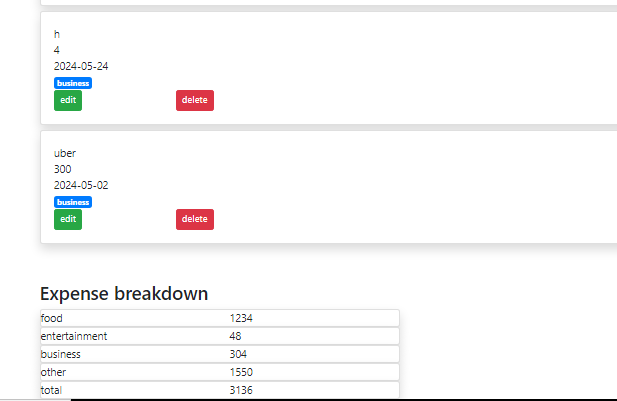 h
4
2024-05-24
business
edit delete
uber
300
2024-05-02
business
edit delete
Expense breakdown
food 1234
entertainment 48
business 304
other 1550
total 3136